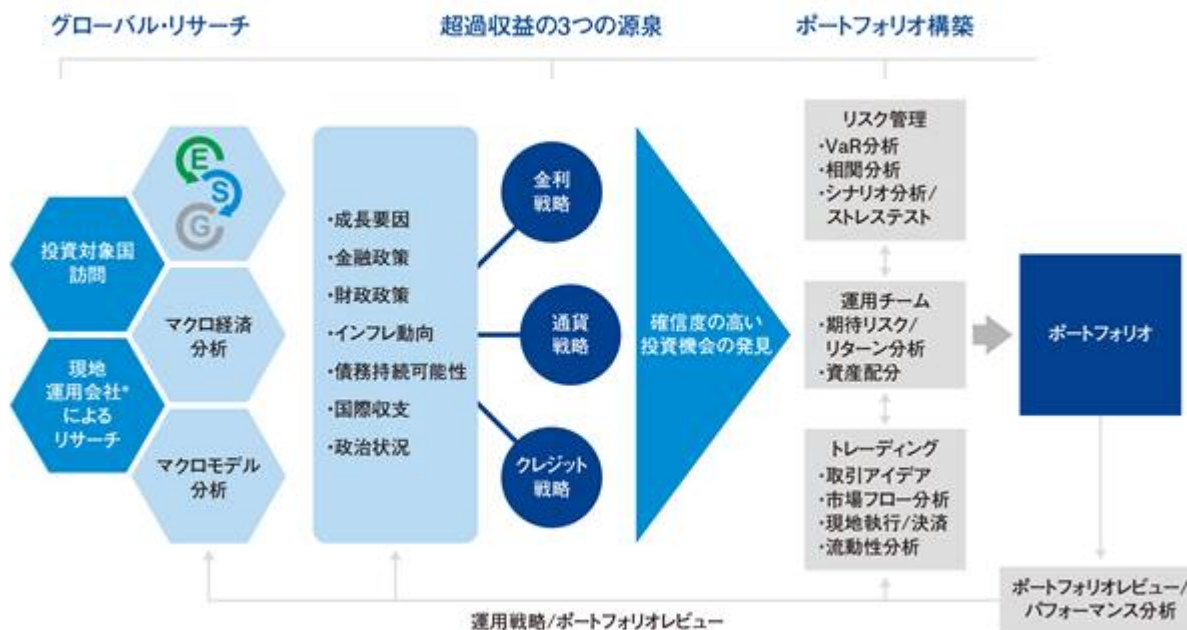 グローバル・リサーチ
超過収益の3つの源泉
ポートフォリオ構築
E
S
G
投資対象国
訪問
マクロ経済
分析
現地
運用会社*
による
リサーチ
マクロモデル
分析
・成長要因
・金融政策
・財政政策
・インフレ動向
・債務持続可能性
・国際収支
・政治状況
金利
戦略
通貨
戦略
クレジット
戦略
確信度の高い
投資機会の発見
リスク管理
・VaR分析
・相関分析
・シナリオ分析/
ストレステスト
運用チーム
・期待リスク/
リターン分析
・資産配分
トレーディング
・取引アイデア
・市場フロー分析
・現地執行/決済
・流動性分析
ポートフォリオ
ポートフォリオレビュー/
パフォーマンス分析
運用戦略/ポートフォリオレビュー